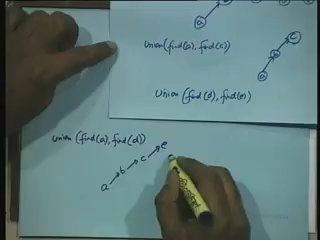 a
Union(find(a), find(c))
c
b
a
Union (find(d), find(e))
Union (find(a), find(d))
e
c
b
a